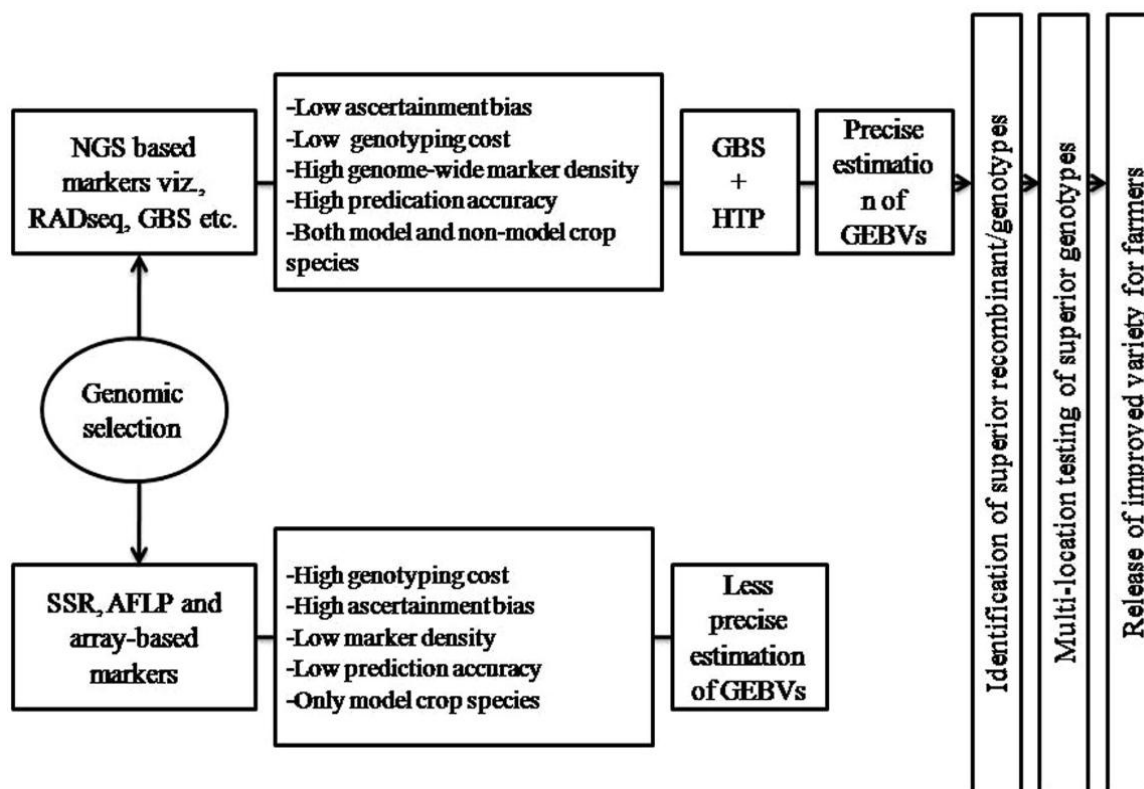 NGS based
markers viz.,
RADseq, GBS etc.
-Low ascertainment bias
-Low genotyping cost
-High genome-wide marker density
-High predication accuracy
-Both model and non-model crop
species
GBS
+
HTP
Precise
estimatio
n of
GEBVs
Genomic
selection
SSR, AFLP and
array-based
markers
-High genotyping cost
-High ascertainment bias
-Low marker density
-Low prediction accuracy
-Only model crop species
Less
precise
estimation
of GEBVs
Identification of superior recombinant/genotypes
Multi-location testing of superior genotypes
Release of improved variety for farmers